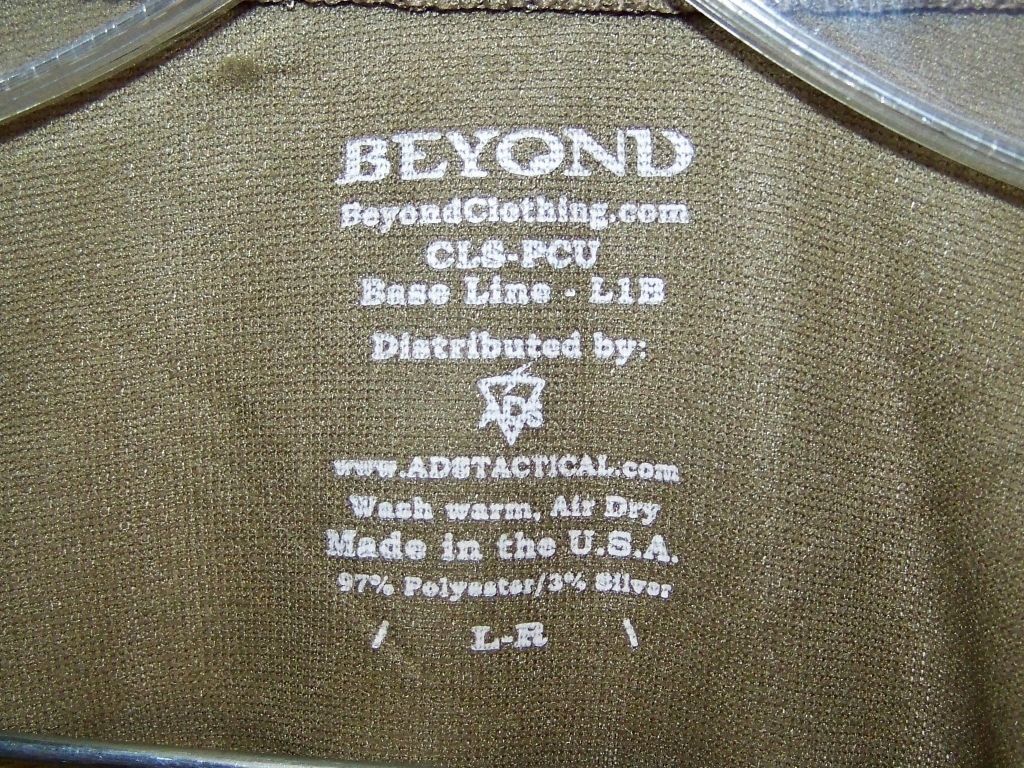 BEYOND
BeyondClothing.com
CLS-PCU
Base Line - L1B
Distributed by:
ADS
www.ADSTACTICAL.com
Wash warm, Air Dry
Made in the U.S.A.
97% Polyester/3% Silver
/ L-R \